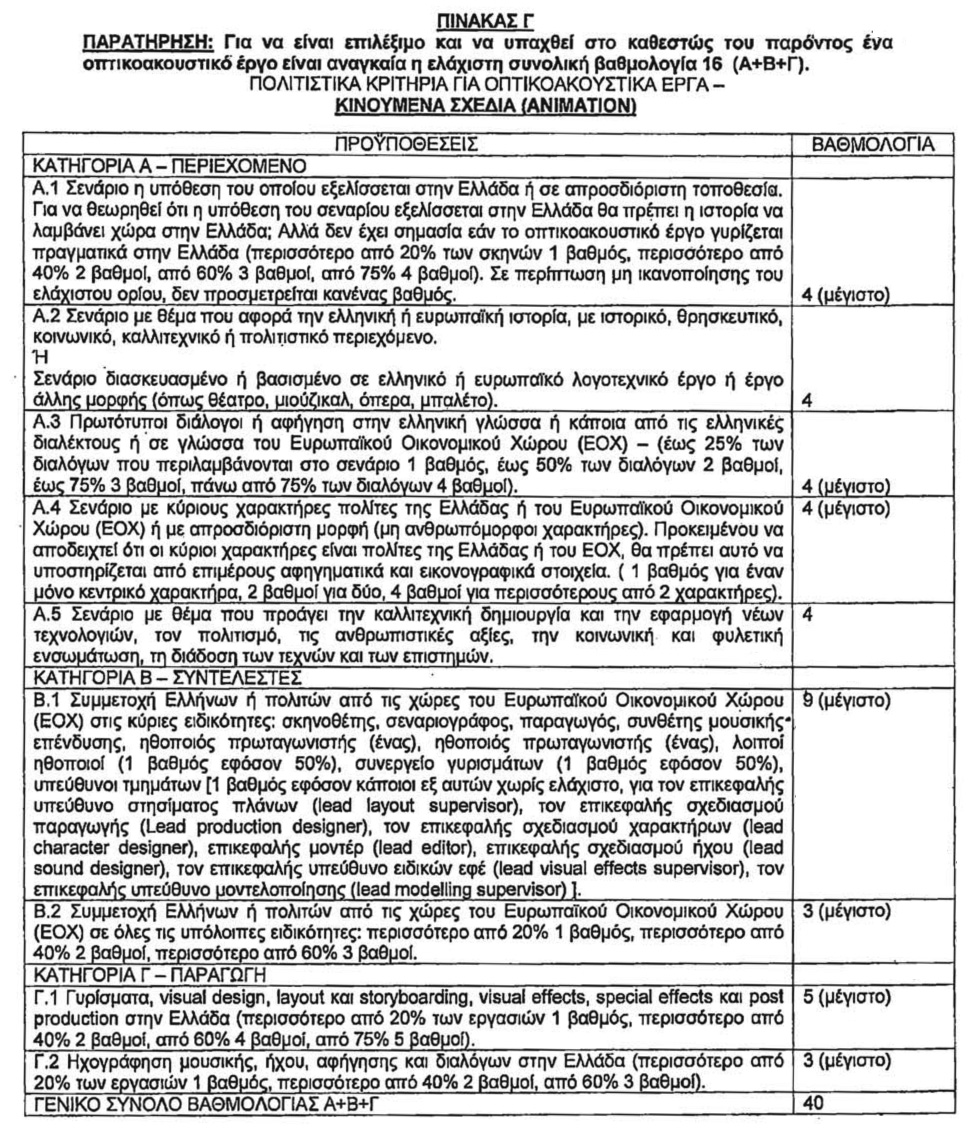 ΠΙΝΑΚΑΣ Γ
ΠΑΡΑΤΗΡΗΣΗ: Για να είναι επιλέξιμο και να υπαχθεί στο καθεστώς του παρόντος ένα
οπτικοακουστικό έργο είναι αναγκαία η ελάχιστη συνολική βαθμολογία 16 (Α+Β+Γ).
ΠΟΛΙΤΙΣΤΙΚΑ ΚΡΙΤΗΡΙΑ ΓΙΑ ΟΠΤΙΚΟΑΚΟΥΣΤΙΚΑ ΕΡΓΑ –
ΚΙΝΟΥΜΕΝΑ ΣΧΕΔΙΑ (ANIMATION)
ΠΡΟΫΠΟΘΕΣΕΙΣ ΒΑΘΜΟΛΟΓΙΑ
ΚΑΤΗΓΟΡΙΑ Α – ΠΕΡΙΕΧΟΜΕΝΟ
Α.1 Σενάριο η υπόθεση του οποίου εξελίσσεται στην Ελλάδα ή σε απροσδιόριστη τοποθεσία.
Για να θεωρηθεί ότι η υπόθεση του σεναρίου εξελίσσεται στην Ελλάδα θα πρέπει η ιστορία να
λαμβάνει χώρα στην Ελλάδα; Αλλά δεν έχει σημασία εάν το οπτικοακουστικό έργο γυρίζεται
πραγματικά στην Ελλάδα (περισσότερο από 20% των σκηνών 1 βαθμός, περισσότερο από
40% 2 βαθμοί, από 60% 3 βαθμοί, από 75% 4 βαθμοί). Σε περίπτωση μη ικανοποίησης του
ελάχιστου ορίου, δεν προσμετρείται κανένας βαθμός. 4 (μέγιστο)
Α.2 Σενάριο με θέμα που αφορά την ελληνική ή ευρωπαϊκή ιστορία, με ιστορικό, θρησκευτικό,
κοινωνικό, καλλιτεχνικό ή πολιτιστικό περιεχόμενο.
Ή
Σενάριο διασκευασμένο ή βασισμένο σε ελληνικό ή ευρωπαϊκό λογοτεχνικό έργο ή έργο
άλλης μορφής (όπως θέατρο, μιούζικαλ, όπερα, μπαλέτο). 4
Α.3 Πρωτότυποι διάλογοι ή αφήγηση στην ελληνική γλώσσα ή κάποια από τις ελληνικές
διαλέκτους ή σε γλώσσα του Ευρωπαϊκού Οικονομικού Χώρου (ΕΟΧ) – (έως 25% των
διαλόγων που περιλαμβάνονται στο σενάριο 1 βαθμός, έως 50% των διαλόγων 2 βαθμοί,
έως 75% 3 βαθμοί, πάνω από 75% των διαλόγων 4 βαθμοί). 4 (μέγιστο)
Α.4 Σενάριο με κύριους χαρακτήρες πολίτες της Ελλάδας ή του Ευρωπαϊκού Οικονομικού 4 (μέγιστο)
Χώρου (ΕΟΧ) ή με απροσδιόριστη μορφή (μη ανθρωπόμορφοι χαρακτήρες). Προκειμένου να
αποδειχτεί ότι οι κύριοι χαρακτήρες είναι πολίτες της Ελλάδας ή του ΕΟΧ, θα πρέπει αυτό να
υποστηρίζεται από επιμέρους αφηγηματικά και εικονογραφικά στοιχεία. ( 1 βαθμός για έναν
μόνο κεντρικό χαρακτήρα, 2 βαθμοί για δύο, 4 βαθμοί για περισσότερους από 2 χαρακτήρες).
Α.5 Σενάριο με θέμα που προάγει την καλλιτεχνική δημιουργία και την εφαρμογή νέων 4
τεχνολογιών, τον πολιτισμό, τις ανθρωπιστικές αξίες, την κοινωνική και φυλετική
ενσωμάτωση, τη διάδοση των τεχνών και των επιστημών.
ΚΑΤΗΓΟΡΙΑ Β – ΣΥΝΤΕΛΕΣΤΕΣ
Β.1 Συμμετοχή Ελλήνων ή πολιτών από τις χώρες του Ευρωπαϊκού Οικονομικού Χώρου 9 (μέγιστο)
(ΕΟΧ) στις κύριες ειδικότητες: σκηνοθέτης, σεναριογράφος, παραγωγός, συνθέτης μουσικής
επένδυσης, ηθοποιός πρωταγωνιστής (ένας), ηθοποιός πρωταγωνιστής (ένας), λοιποί
ηθοποιοί (1 βαθμός εφόσον 50%), συνεργείο γυρισμάτων (1 βαθμός εφόσον 50%),
υπεύθυνοι τμημάτων [1 βαθμός εφόσον κάποιοι εξ αυτών χωρίς ελάχιστο, για τον επικεφαλής
υπεύθυνο στησίματος πλάνων (lead layout supervisor), τον επικεφαλής σχεδιασμού
παραγωγής (Lead production designer), τον επικεφαλής σχεδιασμού χαρακτήρων (lead
character designer), επικεφαλής μοντέρ (lead editor), επικεφαλής σχεδιασμού ήχου (lead
sound designer), τον επικεφαλής υπεύθυνο ειδικών εφέ (lead visual effects supervisor), τον
επικεφαλής υπεύθυνο μοντελοποίησης (lead modelling supervisor) ].
Β.2 Συμμετοχή Ελλήνων ή πολιτών από τις χώρες του Ευρωπαϊκού Οικονομικού Χώρου 3 (μέγιστο)
(ΕΟΧ) σε όλες τις υπόλοιπες ειδικότητες: περισσότερο από 20% 1 βαθμός, περισσότερο από
40% 2 βαθμοί, περισσότερο από 60% 3 βαθμοί.
ΚΑΤΗΓΟΡΙΑ Γ – ΠΑΡΑΓΩΓΗ
Γ.1 Γυρίσματα, visual design, layout και storyboarding, visual effects, special effects και post 5 (μέγιστο)
production στην Ελλάδα (περισσότερο από 20% των εργασιών 1 βαθμός, περισσότερο από
40% 2 βαθμοί, από 60% 4 βαθμοί, από 75% 5 βαθμοί).
Γ.2 Ηχογράφηση μουσικής, ήχου, αφήγησης και διαλόγων στην Ελλάδα (περισσότερο από 3 (μέγιστο)
20% των εργασιών 1 βαθμός, περισσότερο από 40% 2 βαθμοί, από 60% 3 βαθμοί).
ΓΕΝΙΚΟ ΣΥΝΟΛΟ ΒΑΘΜΟΛΟΓΙΑΣ Α+Β+Γ 40